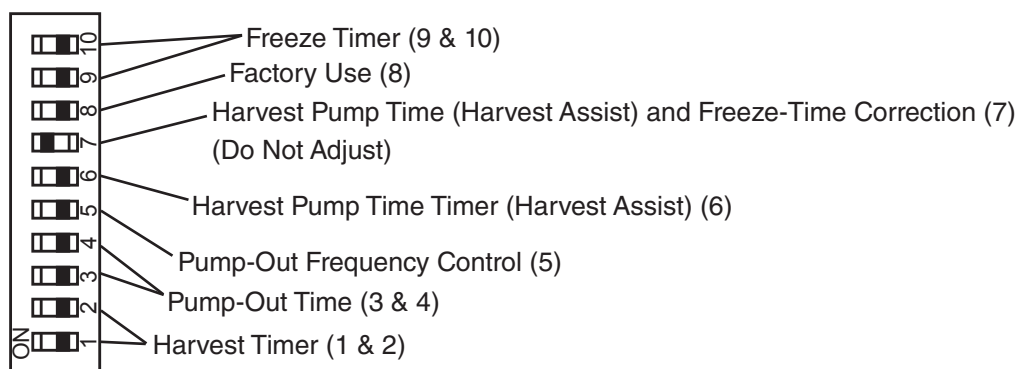 10
Freeze Timer (9 & 10)
9
Factory Use (8)
8
Harvest Pump Time (Harvest Assist) and Freeze-Time Correction (7)
7
(Do Not Adjust)
6
Harvest Pump Time Timer (Harvest Assist) (6)
5
4
Pump-Out Frequency Control (5)
3
Pump-Out Time (3 & 4)
2
ON
1
Harvest Timer (1 & 2)